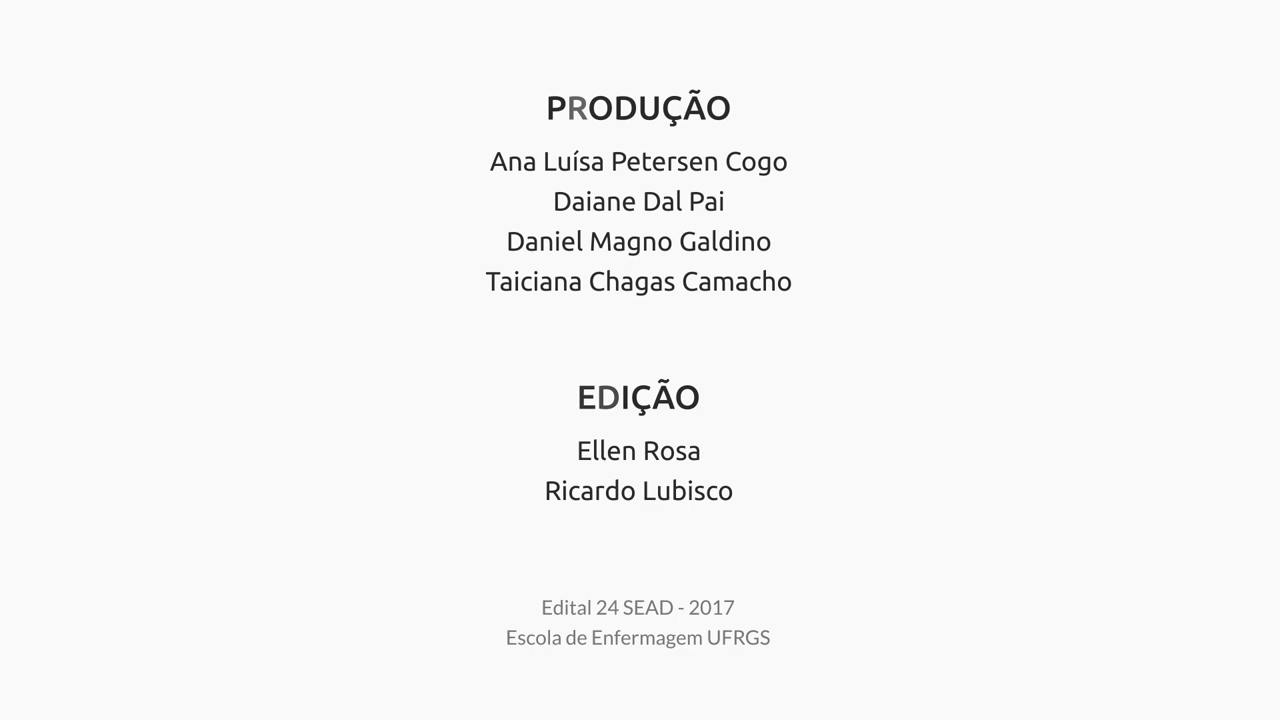 PRODUÇÃO
Ana Luísa Petersen Cogo
Daiane Dal Pai
Daniel Magno Galdino
Taiciana Chagas Camacho
EDIÇÃO
Ellen Rosa
Ricardo Lubisco
Edital 24 SEAD - 2017
Escola de Enfermagem UFRGS